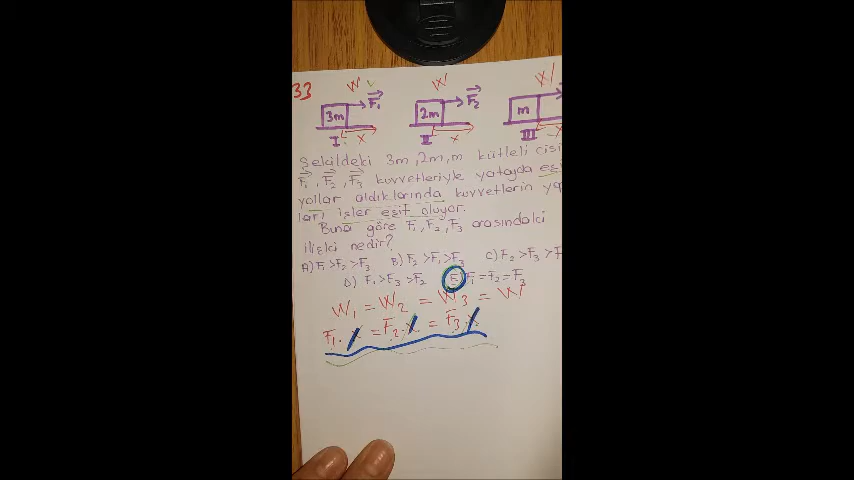 33
W W W
3m F₁ 2m F₂ m
x x x
I. II III
Şekildeki 3m, 2m, m kütleli cisi
F₁, F₂, F₃ kuvvetleriyle yatayda eşi
yollar aldıklarında kuvvetlerin ya
ları işler eşit oluyor.
Buna göre F₁, F₂, F₃ arasındaki
ilişki nedir?
A) F₁ > F₂ > F₃ B) F₂ > F₁ > F₃ C) F₂ > F₃ > F
D) F₁ > F₃ > F₂ E) F₁ = F₂ = F₃
W₁ = W₂ = W₃ = W
F₁.x = F₂.x = F₃.x